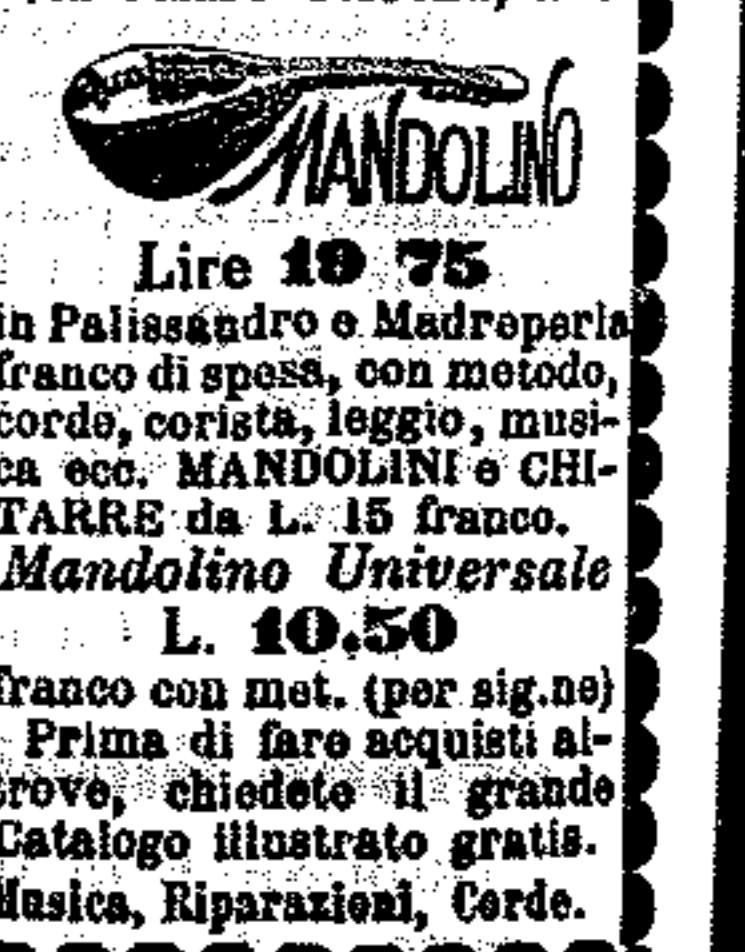 MANDOLINO
Lire 19 75
in Palissandro e Madreperla
franco di spesa, con metodo,
corde, corista, leggio, musi-
ca ecc. MANDOLINI e CHI-
TARRE da L. 15 franco.
Mandolino Universale
L. 10.50
franco con met. (per sig.ne)
Prima di fare acquisti al-
trove, chiedete il grande
Catalogo illustrato gratis.
Musica, Riparazioni, Corde.